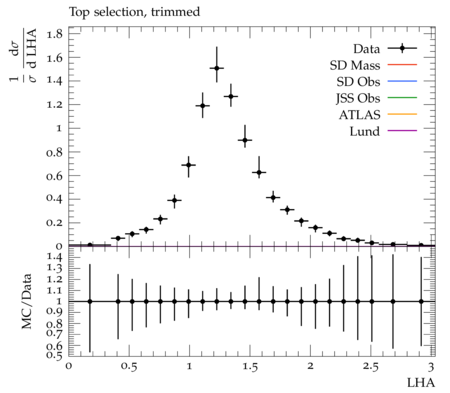 Top selection, trimmed
1/σ dσ/d LHA
Data
SD Mass
SD Obs
JSS Obs
ATLAS
Lund
1.8
1.6
1.4
1.2
1
0.8
0.6
0.4
0.2
0
MC/Data
1.4
1.3
1.2
1.1
1
0.9
0.8
0.7
0.6
0.5
0 0.5 1 1.5 2 2.5 3
LHA